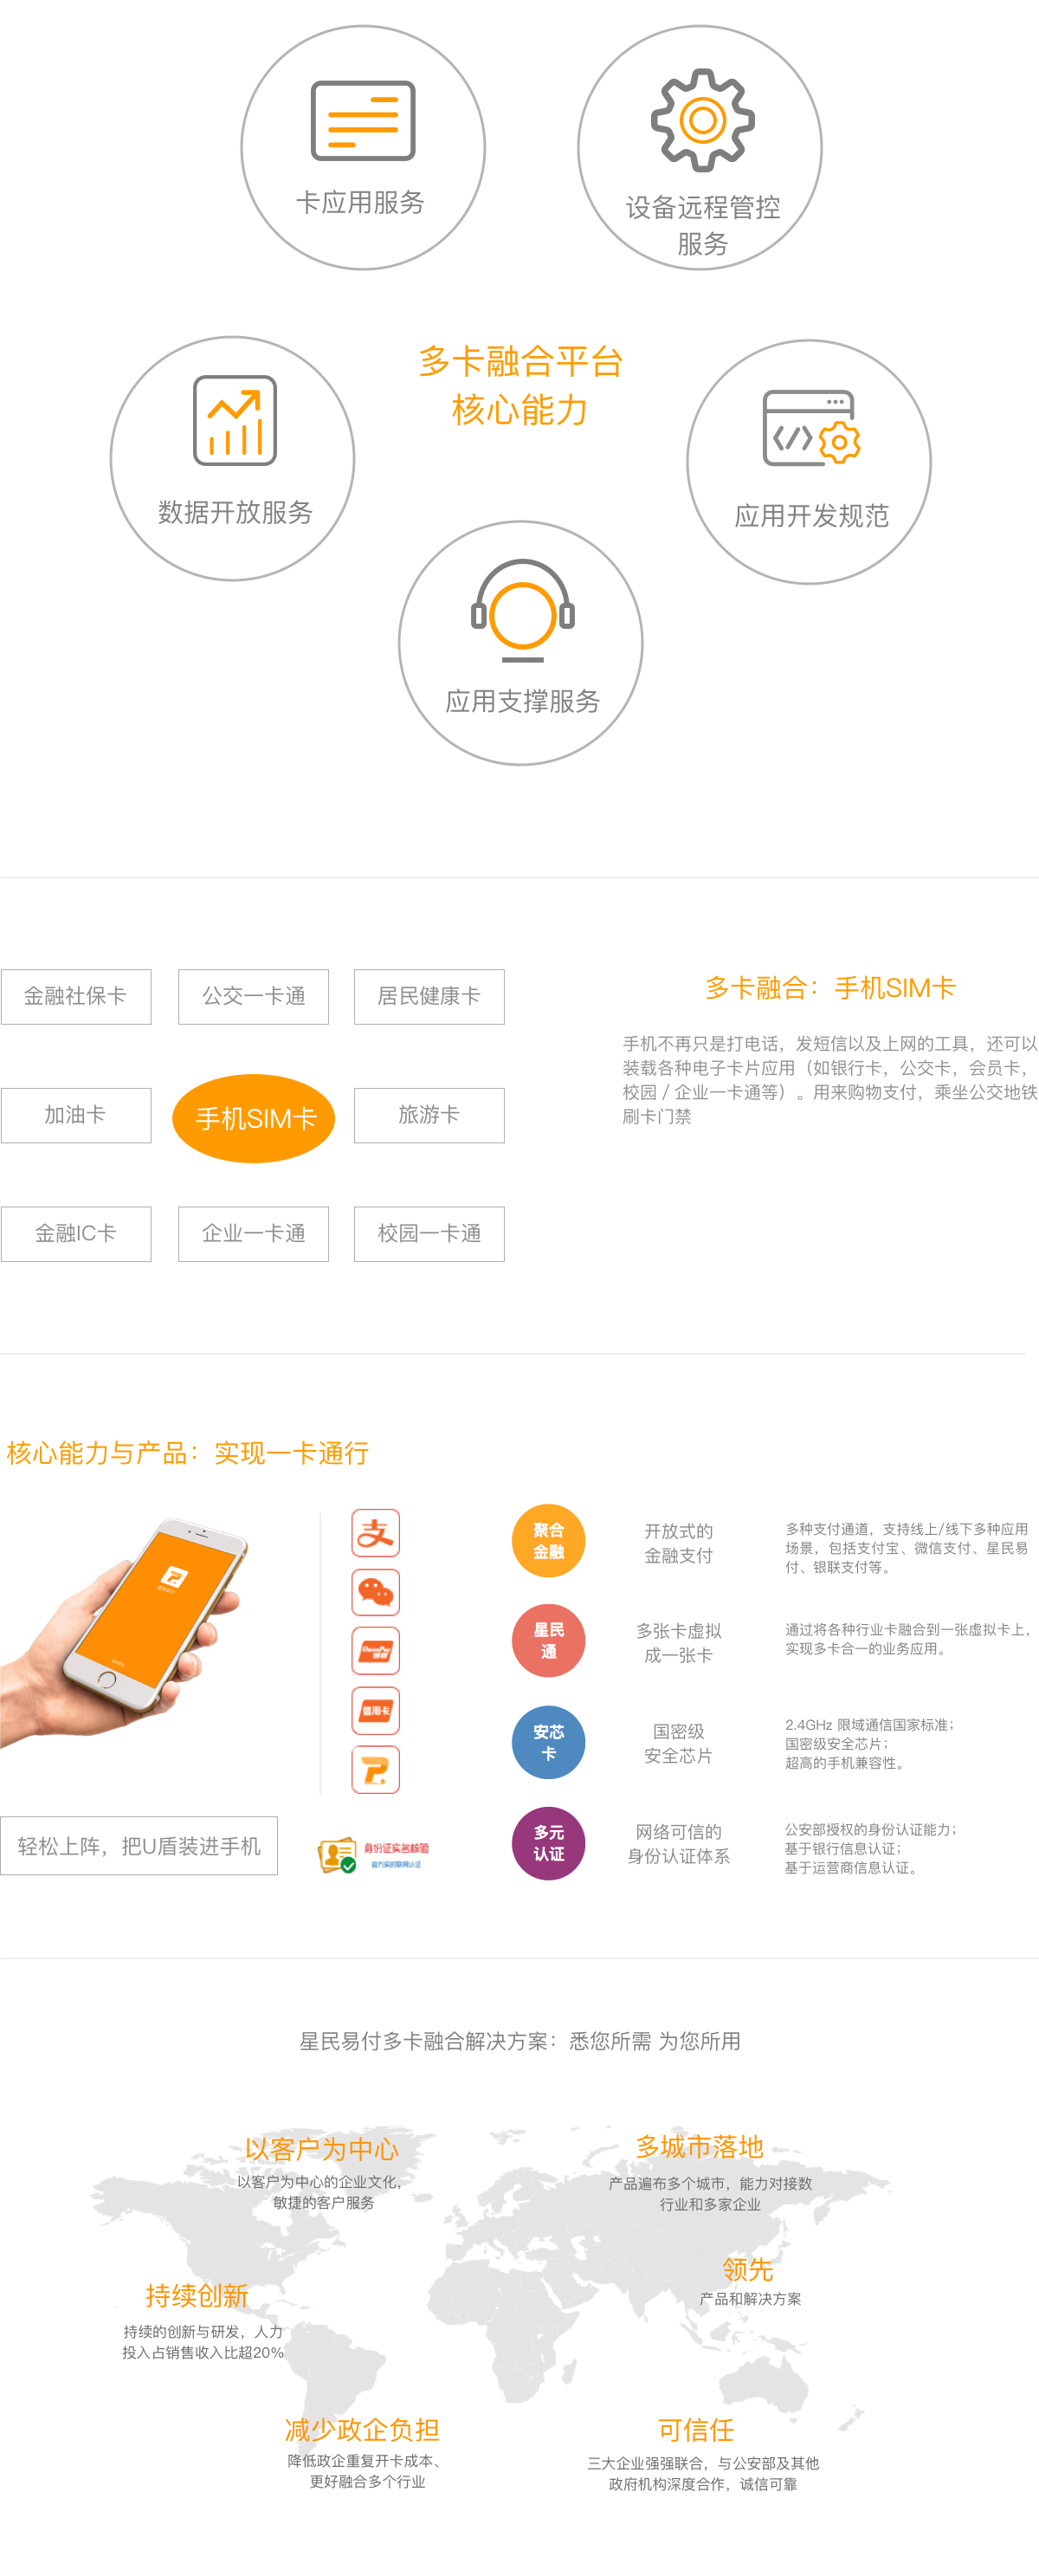 卡应用服务
设备远程管控
服务
多卡融合平台
核心能力
数据开放服务
应用开发规范
应用支撑服务
金融社保卡
公交一卡通
居民健康卡
加油卡
手机SIM卡
旅游卡
金融IC卡
企业一卡通
校园一卡通
多卡融合：手机SIM卡
手机不再只是打电话，发短信以及上网的工具，还可以
装载各种电子卡片应用（如银行卡，公交卡，会员卡，
校园 / 企业一卡通等）。用来购物支付，乘坐公交地铁
刷卡门禁
核心能力与产品：实现一卡通行
支
信用卡
轻松上阵，把U盾装进手机
身份证实名核验
官方实时联网认证
聚合
金融
开放式的
金融支付
多种支付通道，支持线上/线下多种应用
场景，包括支付宝、微信支付、星民易
付、银联支付等。
星民
通
多张卡虚拟
成一张卡
通过将各种行业卡融合到一张虚拟卡上，
实现多卡合一的业务应用。
安芯
卡
国密级
安全芯片
2.4GHz 限域通信国家标准；
国密级安全芯片；
超高的手机兼容性。
多元
认证
网络可信的
身份认证体系
公安部授权的身份认证能力；
基于银行信息认证；
基于运营商信息认证。
星民易付多卡融合解决方案：悉您所需 为您所用
以客户为中心
以客户为中心的企业文化，
敏捷的客户服务
多城市落地
产品遍布多个城市，能力对接数
行业和多家企业
领先
产品和解决方案
持续创新
持续的创新与研发，人力
投入占销售收入比超20%
减少政企负担
降低政企重复开卡成本、
更好融合多个行业
可信任
三大企业强强联合，与公安部及其他
政府机构深度合作，诚信可靠